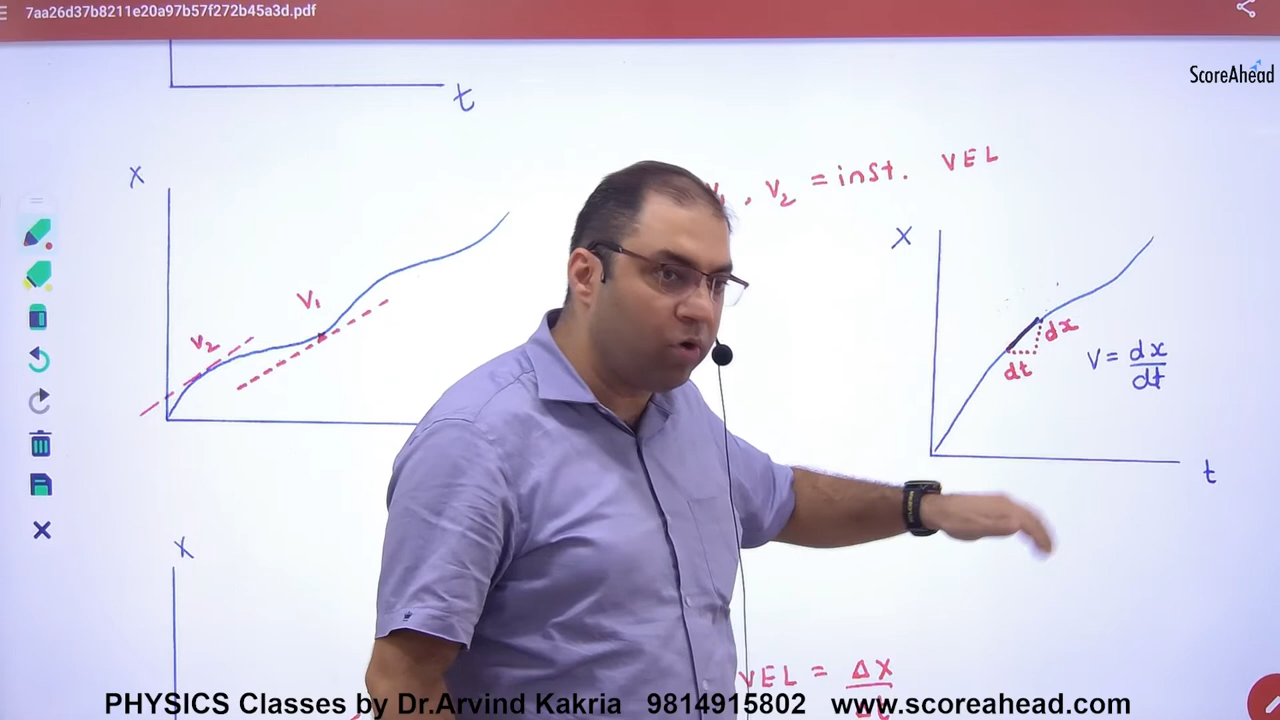 7aa26d37b8211e20a97b57f272b45a3d.pdf
ScoreAhead
t
X
V₁
V₂
, V₂ = inst. VEL
X
dx
dt
V = dx/dt
t
X
VEL = Δx
PHYSICS Classes by Dr.Arvind Kakria 9814915802 www.scoreahead.com